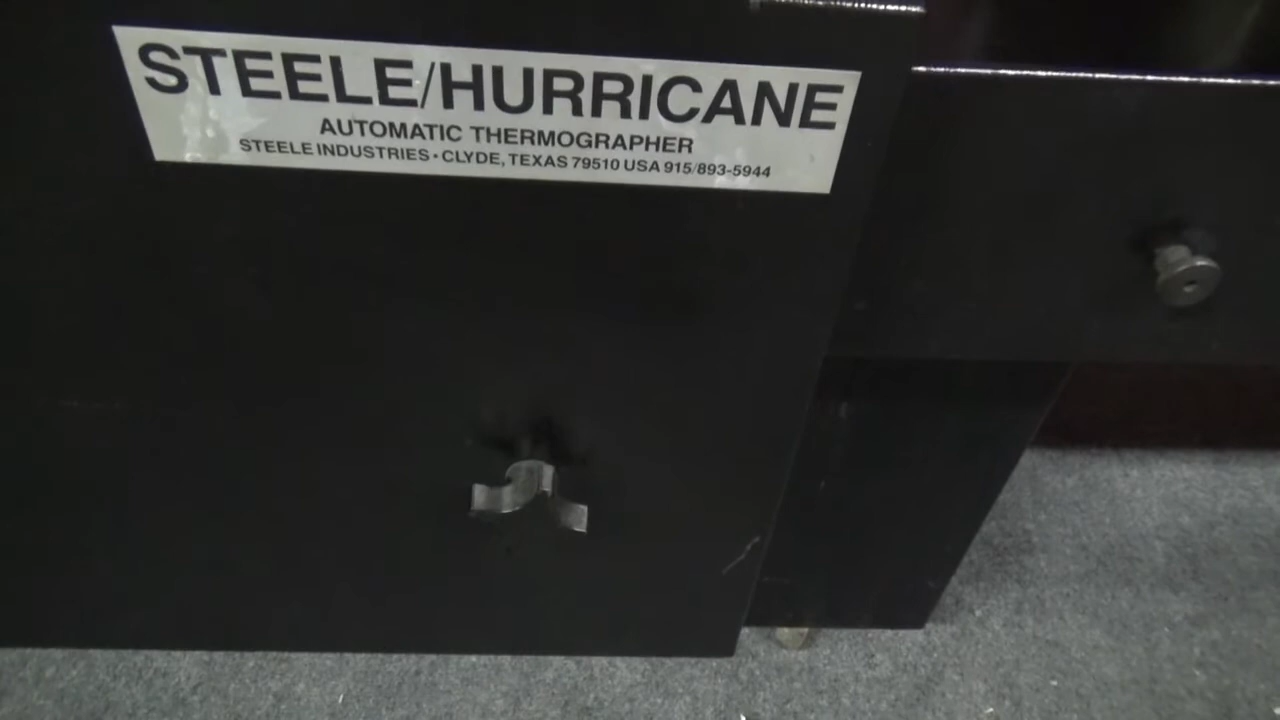 STEELE/HURRICANE
AUTOMATIC THERMOGRAPHER
STEELE INDUSTRIES • CLYDE, TEXAS 79510 USA 915/893-5944